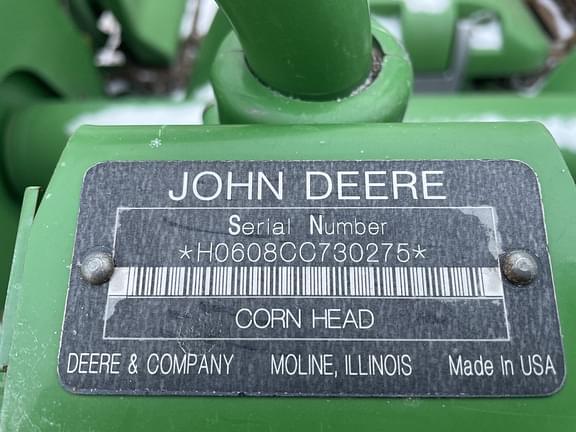 JOHN DEERE
Serial Number
*H0608CC730275*
CORN HEAD
DEERE & COMPANY MOLINE, ILLINOIS Made In USA